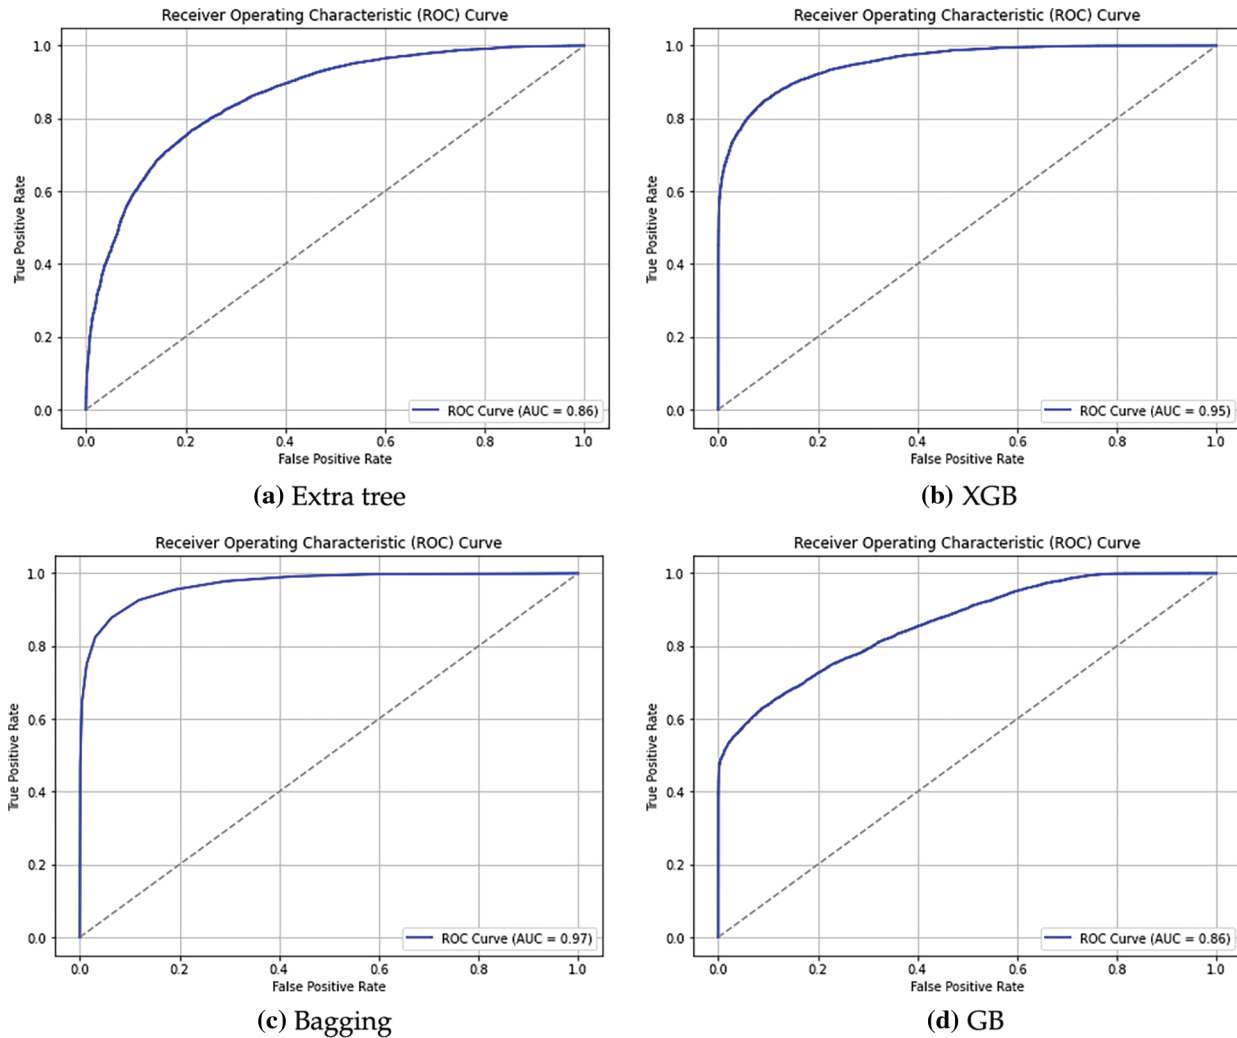 Receiver Operating Characteristic (ROC) Curve
True Positive Rate
1.0
0.8
0.6
0.4
0.2
0.0
ROC Curve (AUC = 0.86)
0.0 0.2 0.4 0.6 0.8 1.0
False Positive Rate
(a) Extra tree
Receiver Operating Characteristic (ROC) Curve
True Positive Rate
1.0
0.8
0.6
0.4
0.2
0.0
ROC Curve (AUC = 0.95)
0.0 0.2 0.4 0.6 0.8 1.0
False Positive Rate
(b) XGB
Receiver Operating Characteristic (ROC) Curve
True Positive Rate
1.0
0.8
0.6
0.4
0.2
0.0
ROC Curve (AUC = 0.97)
0.0 0.2 0.4 0.6 0.8 1.0
False Positive Rate
(c) Bagging
Receiver Operating Characteristic (ROC) Curve
True Positive Rate
1.0
0.8
0.6
0.4
0.2
0.0
ROC Curve (AUC = 0.86)
0.0 0.2 0.4 0.6 0.8 1.0
False Positive Rate
(d) GB